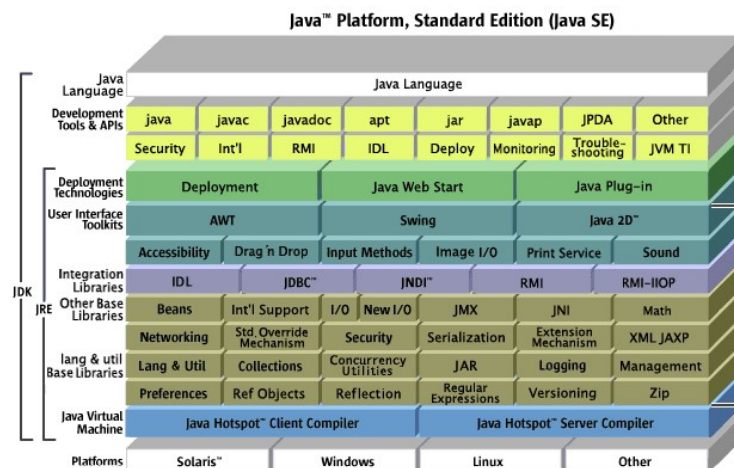 Java™ Platform, Standard Edition (Java SE)
JDK
JRE
Java Language
Java Language
Development Tools & APIs
java javac javadoc apt jar javap JPDA Other
Security Int'l RMI IDL Deploy Monitoring Trouble-shooting JVM TI
Deployment Technologies
Deployment Java Web Start Java Plug-in
User Interface Toolkits
AWT Swing Java 2D™
Accessibility Drag'n Drop Input Methods Image I/O Print Service Sound
Integration Libraries
IDL JDBC™ JNDI™ RMI RMI-IIOP
Other Base Libraries
Beans Int'l Support I/O New I/O JMX JNI Math
Networking Std. Override Mechanism Security Serialization Extension Mechanism XML JAXP
lang & util Base Libraries
Lang & Util Collections Concurrency Utilities JAR Logging Management
Preferences Ref Objects Reflection Regular Expressions Versioning Zip
Java Virtual Machine
Java Hotspot™ Client Compiler Java Hotspot™ Server Compiler
Platforms
Solaris™ Windows Linux Other